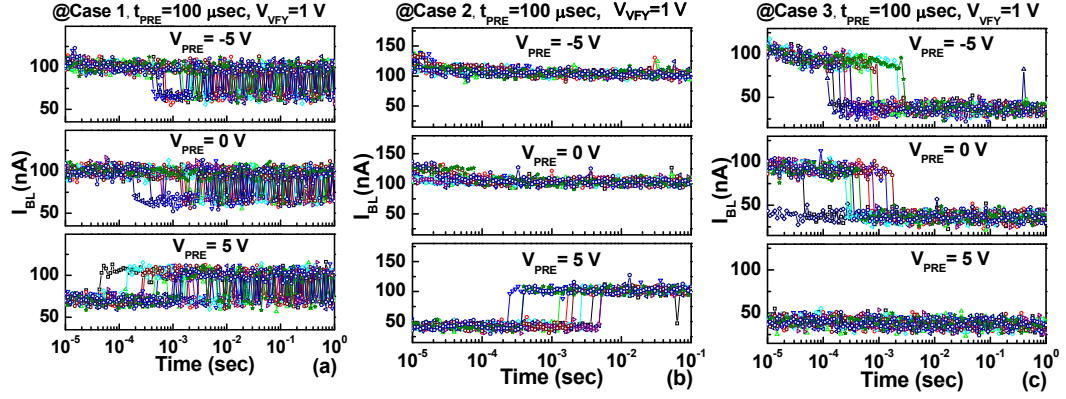 @Case 1, tPRE=100 μsec, VVFY=1 V
VPRE= -5 V
100
50
VPRE= 0 V
100
50
VPRE= 5 V
100
50
IBL(nA)
10-5 10-4 10-3 10-2 10-1 100
Time (sec) (a)
@Case 2, tPRE=100 μsec, VVFY=1 V
VPRE= -5 V
150
100
50
VPRE= 0 V
150
100
50
VPRE= 5 V
150
100
50
IBL(nA)
10-5 10-4 10-3 10-2 10-1
Time (sec) (b)
@Case 3, tPRE=100 μsec, VVFY=1 V
VPRE= -5 V
100
50
VPRE= 0 V
100
50
VPRE= 5 V
100
50
IBL(nA)
10-5 10-4 10-3 10-2 10-1 100
Time (sec) (c)